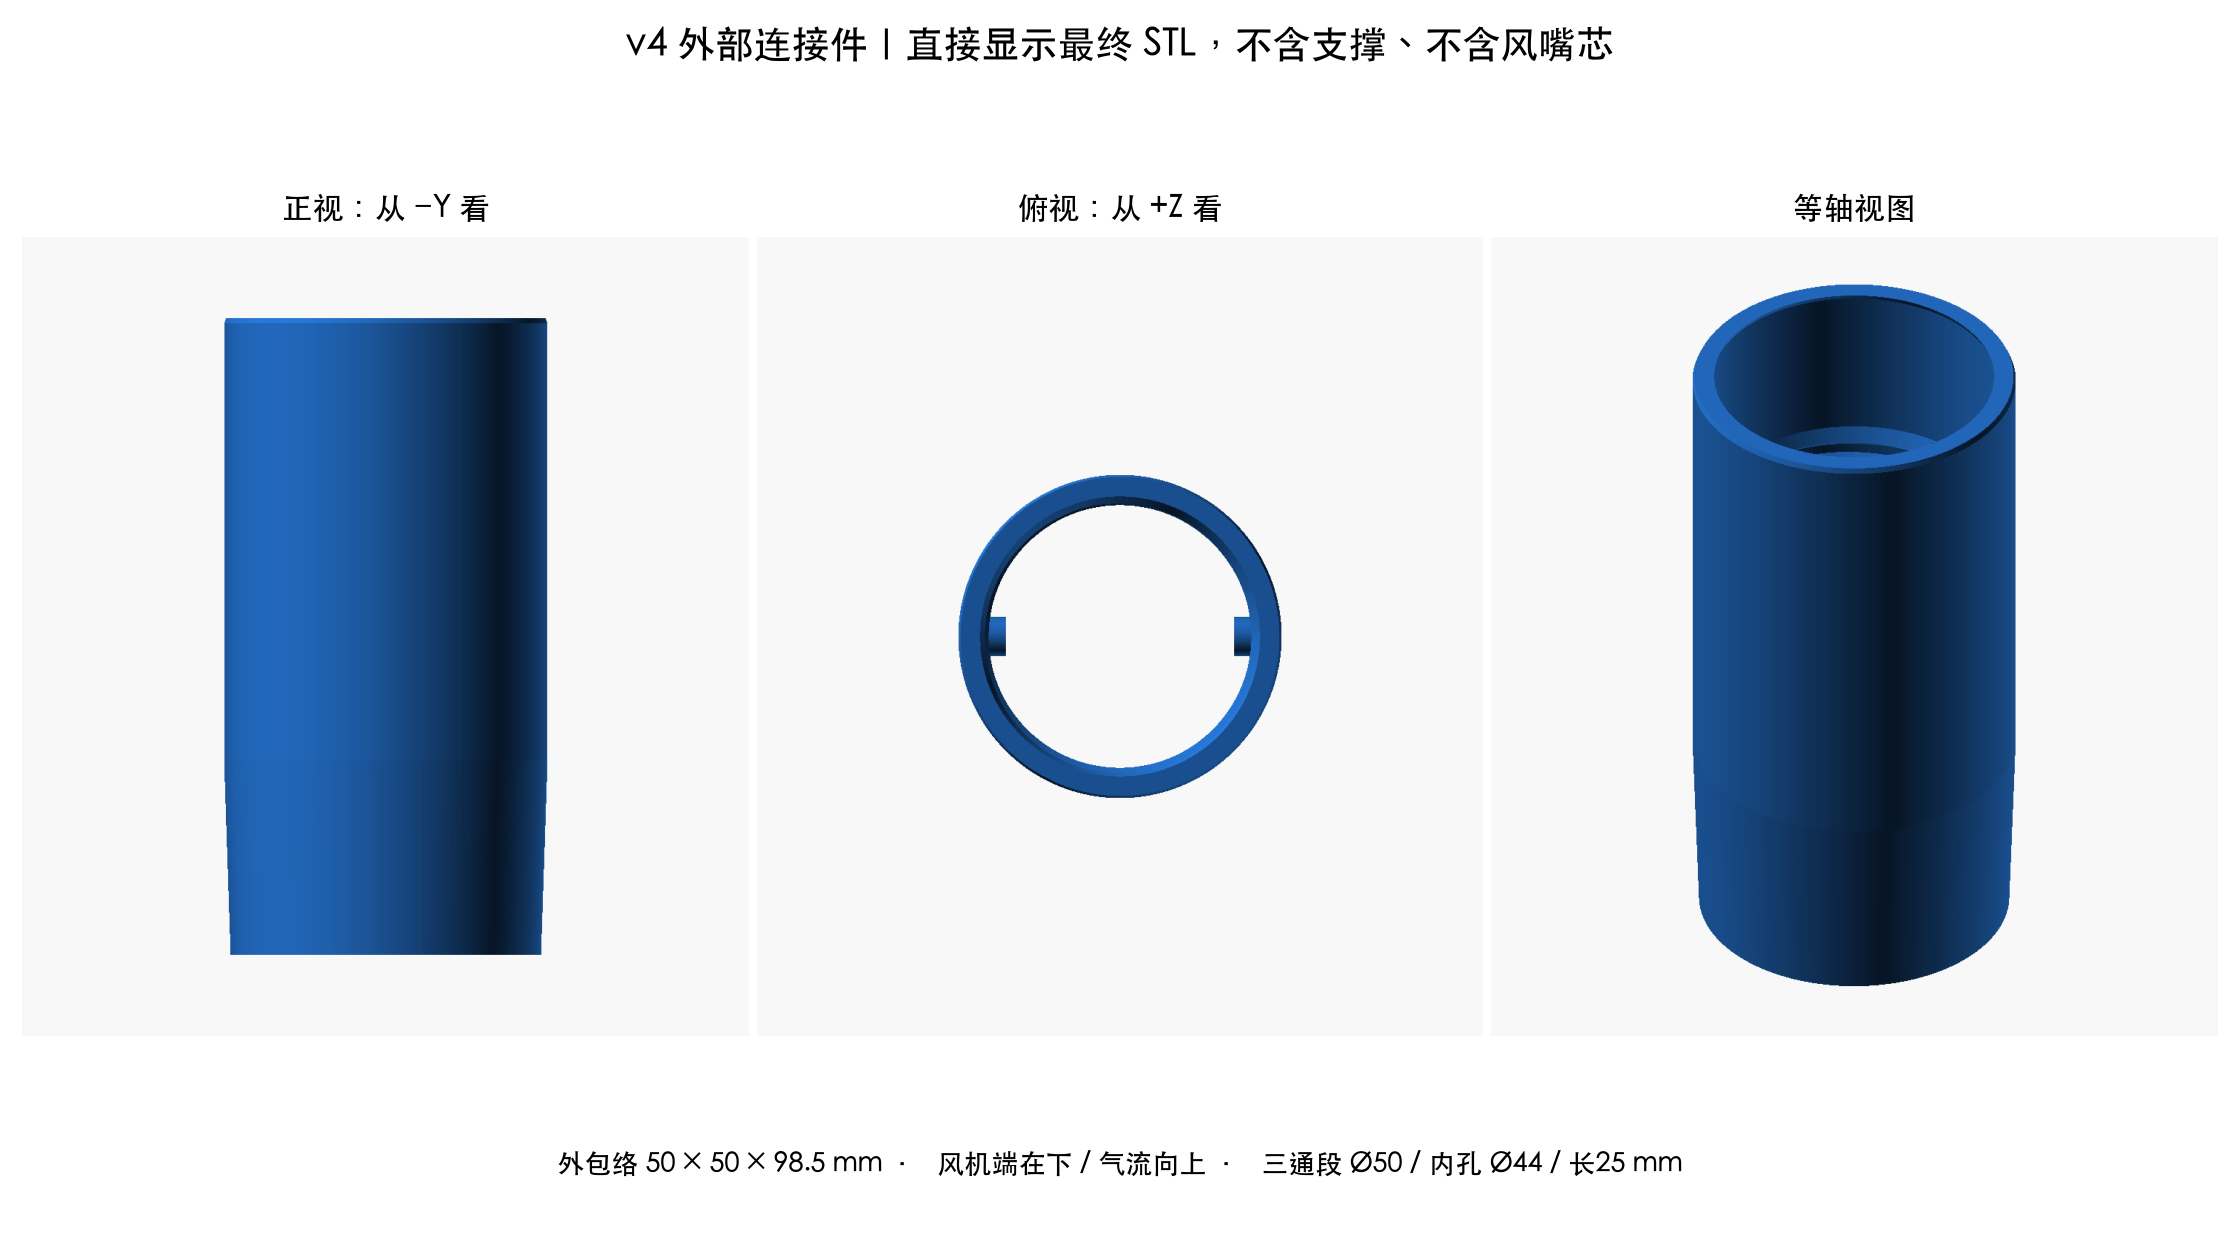 v4 外部连接件 | 直接显示最终 STL，不含支撑、不含风嘴芯
正视：从 −Y 看
俯视：从 +Z 看
等轴视图
外包络 50 × 50 × 98.5 mm · 风机端在下 / 气流向上 · 三通段 Ø50 / 内孔 Ø44 / 长25 mm